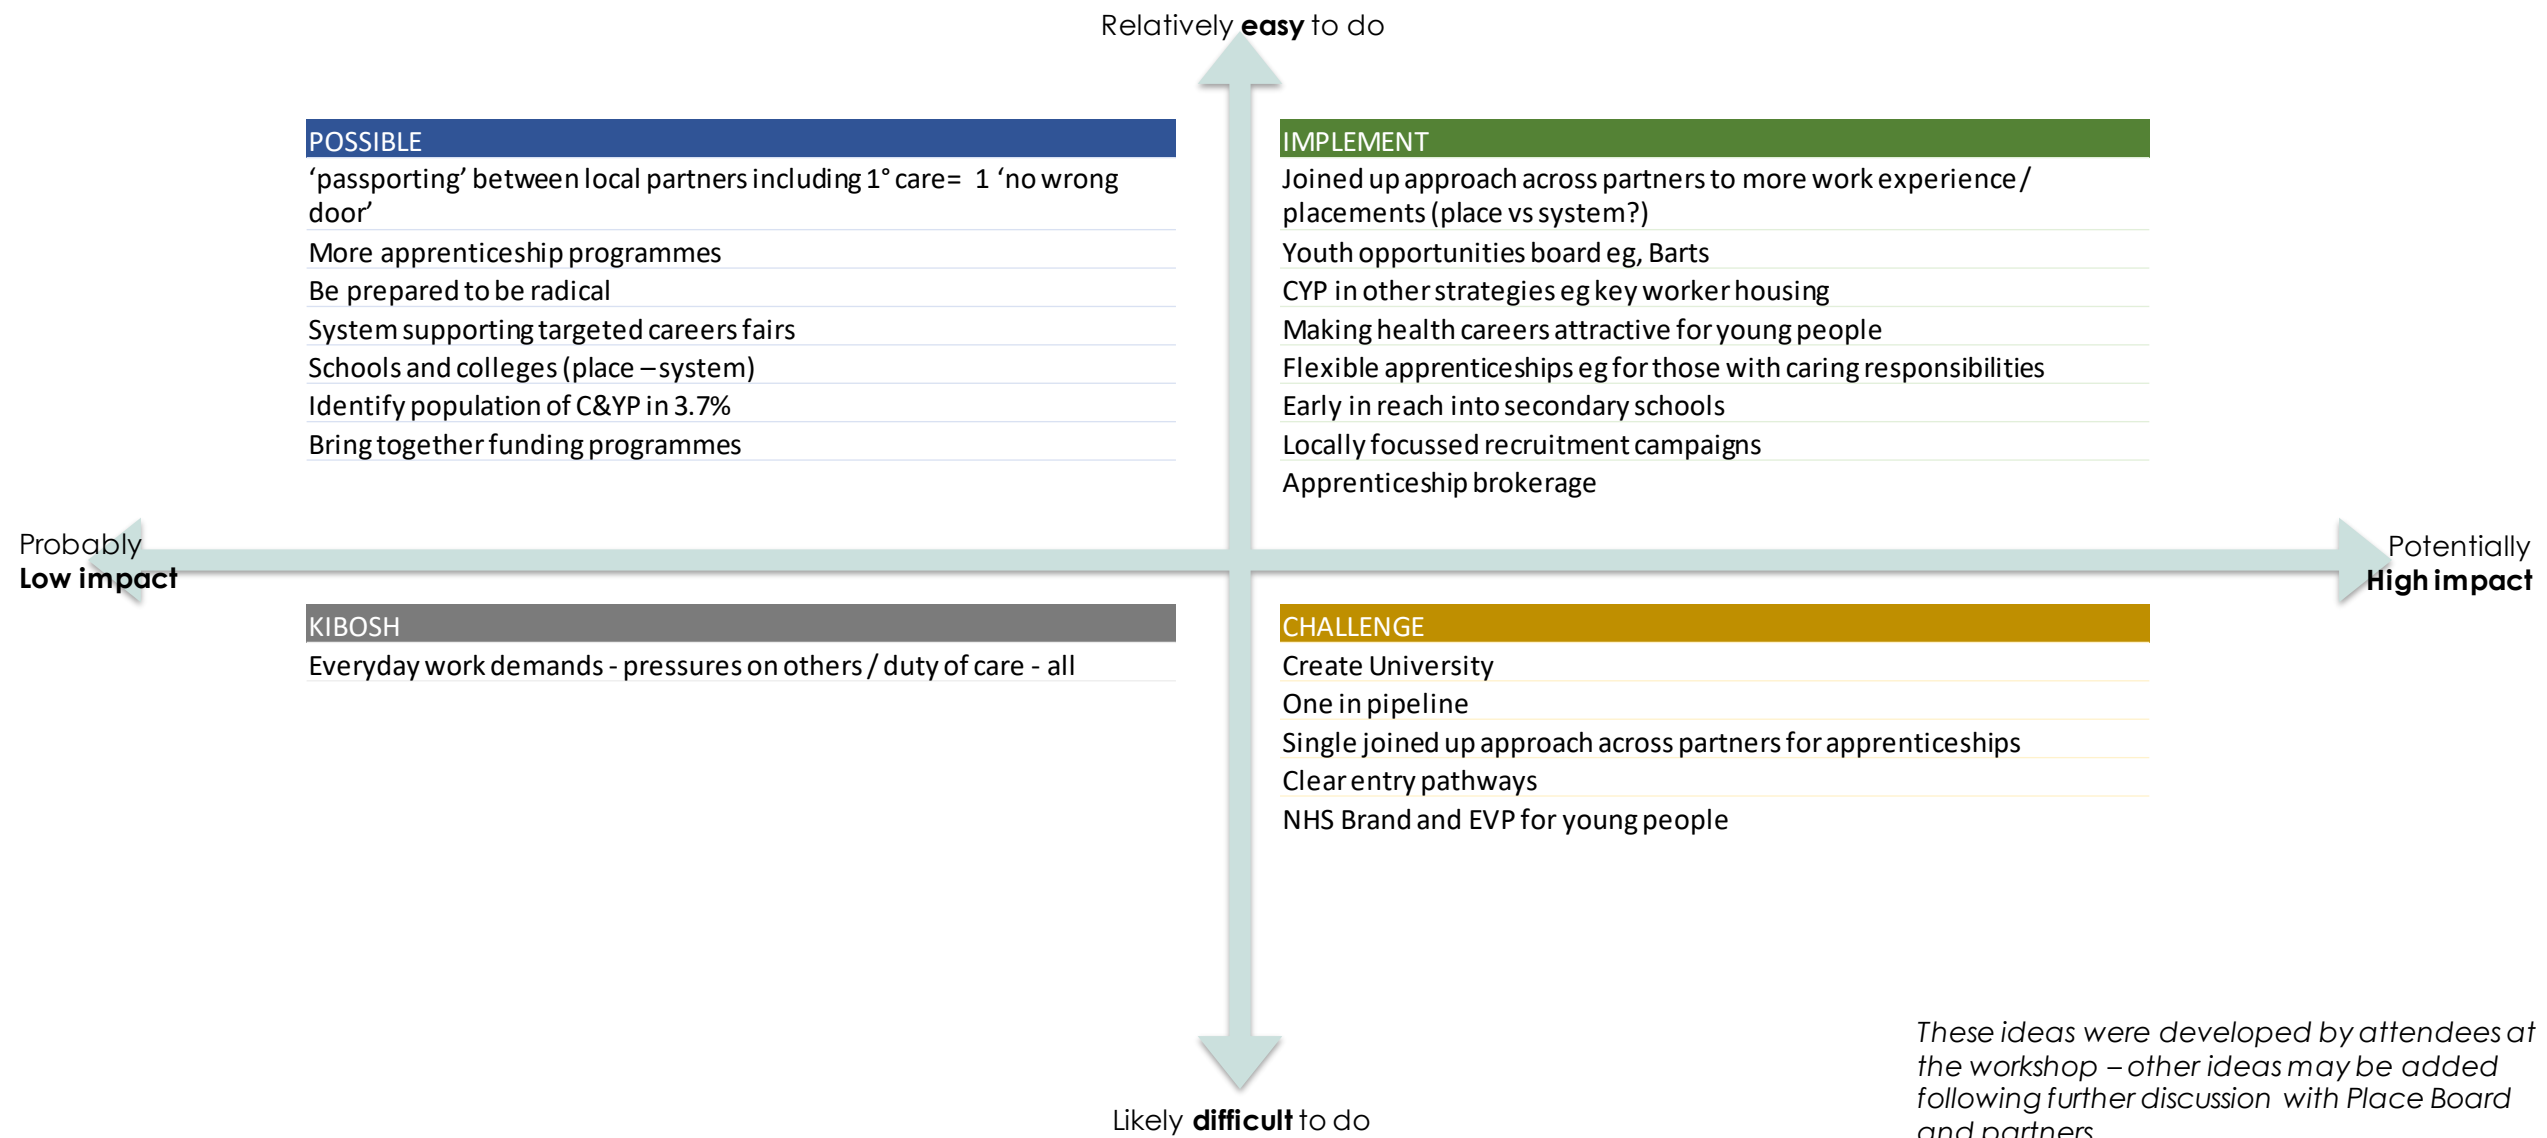 Relatively easy to do
POSSIBLE
‘passporting’ between local partners including 1° care= 1 ‘no wrong
door’
More apprenticeship programmes
Be prepared to be radical
System supporting targeted careers fairs
Schools and colleges (place – system)
Identify population of C&YP in 3.7%
Bring together funding programmes
IMPLEMENT
Joined up approach across partners to more work experience/
placements (place vs system?)
Youth opportunities board eg, Barts
CYP in other strategies eg key worker housing
Making health careers attractive for young people
Flexible apprenticeships eg for those with caring responsibilities
Early in reach into secondary schools
Locally focussed recruitment campaigns
Apprenticeship brokerage
Probably
Low impact
Potentially
High impact
KIBOSH
Everyday work demands - pressures on others / duty of care - all
CHALLENGE
Create University
One in pipeline
Single joined up approach across partners for apprenticeships
Clear entry pathways
NHS Brand and EVP for young people
These ideas were developed by attendees at
the workshop – other ideas may be added
following further discussion with Place Board
and partners
Likely difficult to do